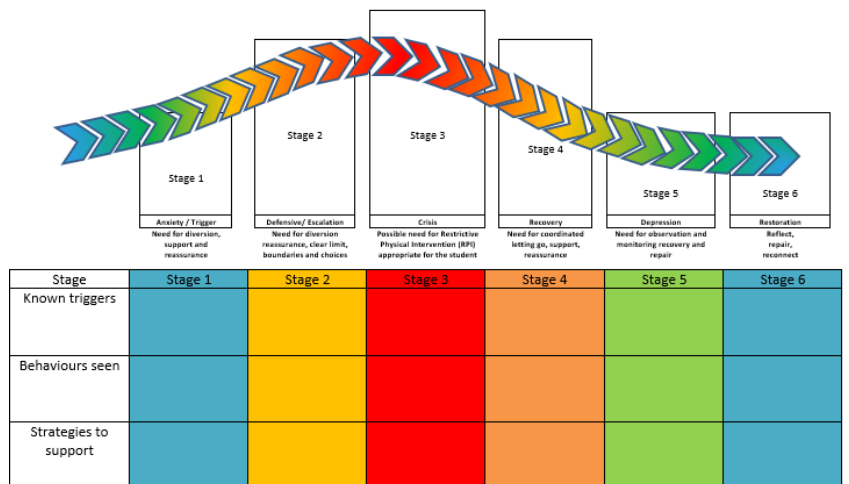 Stage 1
Stage 2
Stage 3
Stage 4
Stage 5
Stage 6
Anxiety / Trigger
Need for diversion,
support and
reassurance
Defensive/ Escalation
Need for diversion
reassurance, clear limit,
boundaries and choices
Crisis
Possible need for Restrictive
Physical Intervention (RPI)
appropriate for the student
Recovery
Need for coordinated
letting go, support,
reassurance
Depression
Need for observation and
monitoring recovery and
repair
Restoration
Reflect,
repair,
reconnect
Stage Stage 1 Stage 2 Stage 3 Stage 4 Stage 5 Stage 6
Known triggers
Behaviours seen
Strategies to
support